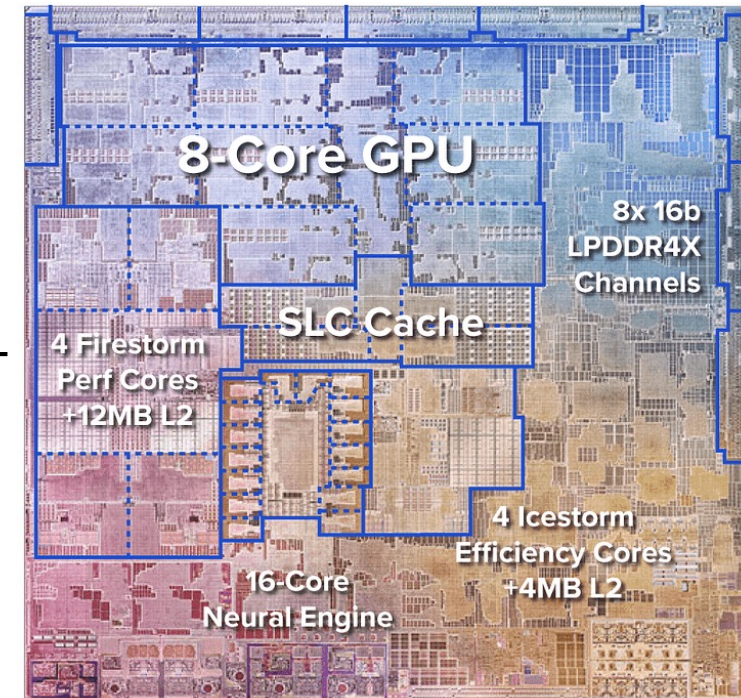 8-Core GPU
8x 16b
LPDDR4X
Channels
SLC Cache
4 Firestorm
Perf Cores
+12MB L2
4 Icestorm
Efficiency Cores
+4MB L2
16-Core
Neural Engine